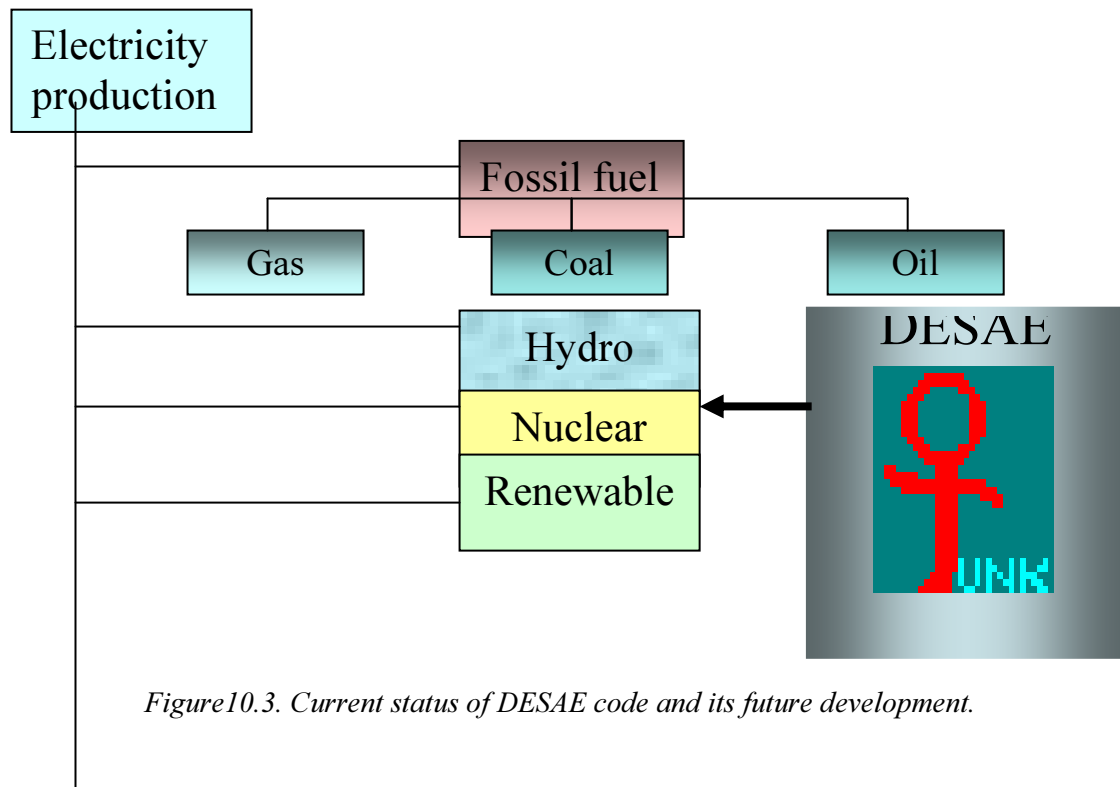 Electricity
production
Fossil fuel
Gas
Coal
Oil
Hydro
DESAE
Nuclear
Renewable
UNK
Figure10.3. Current status of DESAE code and its future development.